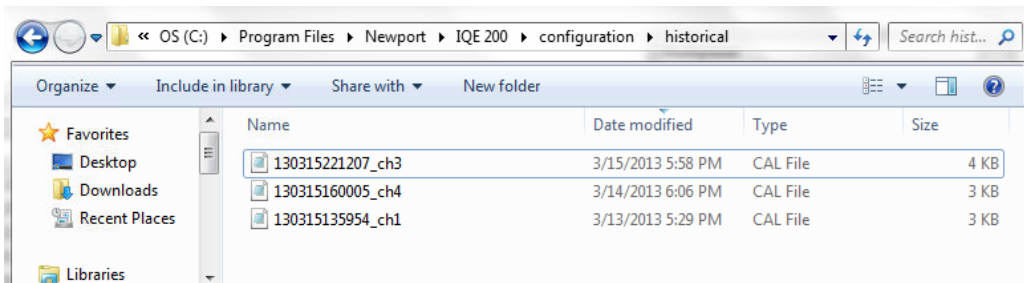 « OS (C:) ▸ Program Files ▸ Newport ▸ IQE 200 ▸ configuration ▸ historical Search hist...
Organize Include in library Share with New folder
Favorites
Desktop
Downloads
Recent Places
Libraries
Name Date modified Type Size
130315221207_ch3 3/15/2013 5:58 PM CAL File 4 KB
130315160005_ch4 3/14/2013 6:06 PM CAL File 3 KB
130315135954_ch1 3/13/2013 5:29 PM CAL File 3 KB